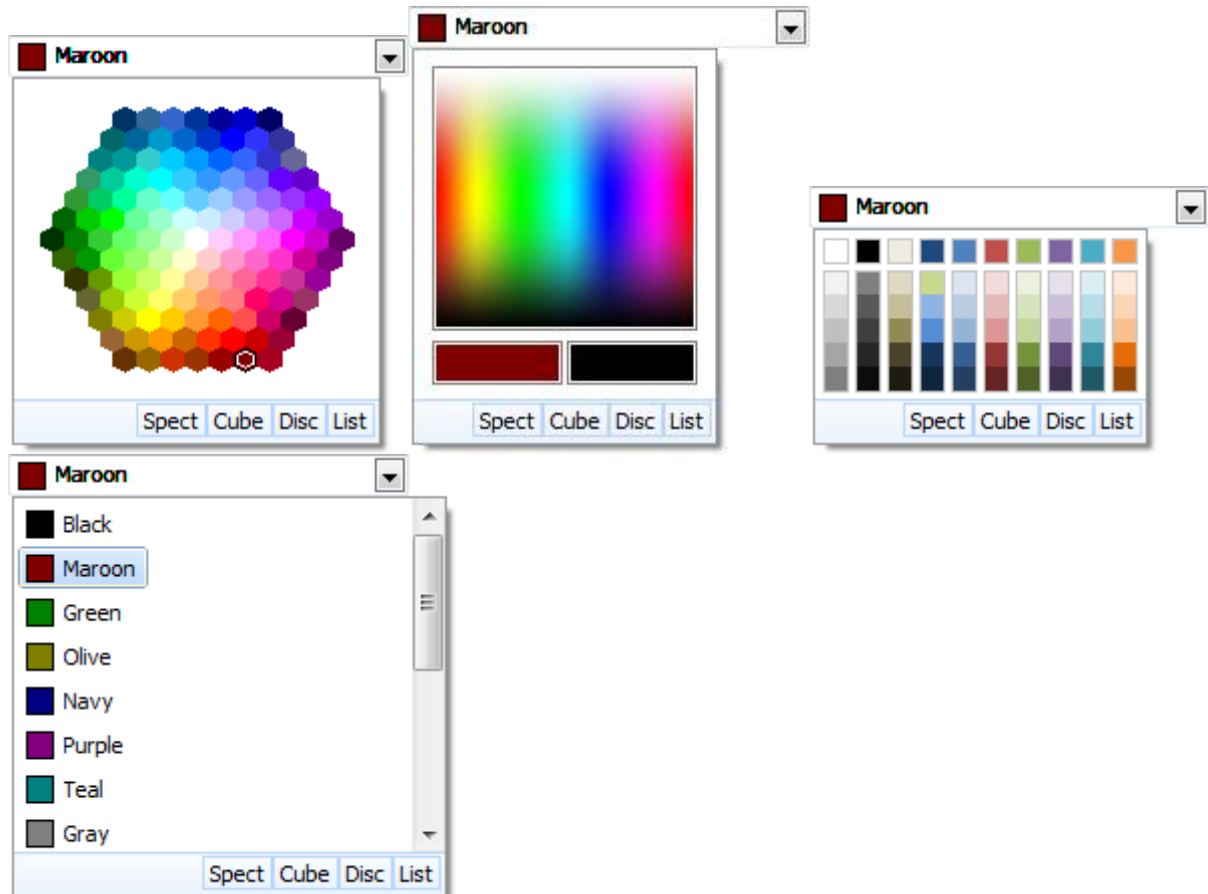 Maroon
Spect Cube Disc List
Maroon
Spect Cube Disc List
Maroon
Spect Cube Disc List
Maroon
Black
Maroon
Green
Olive
Navy
Purple
Teal
Gray
Spect Cube Disc List